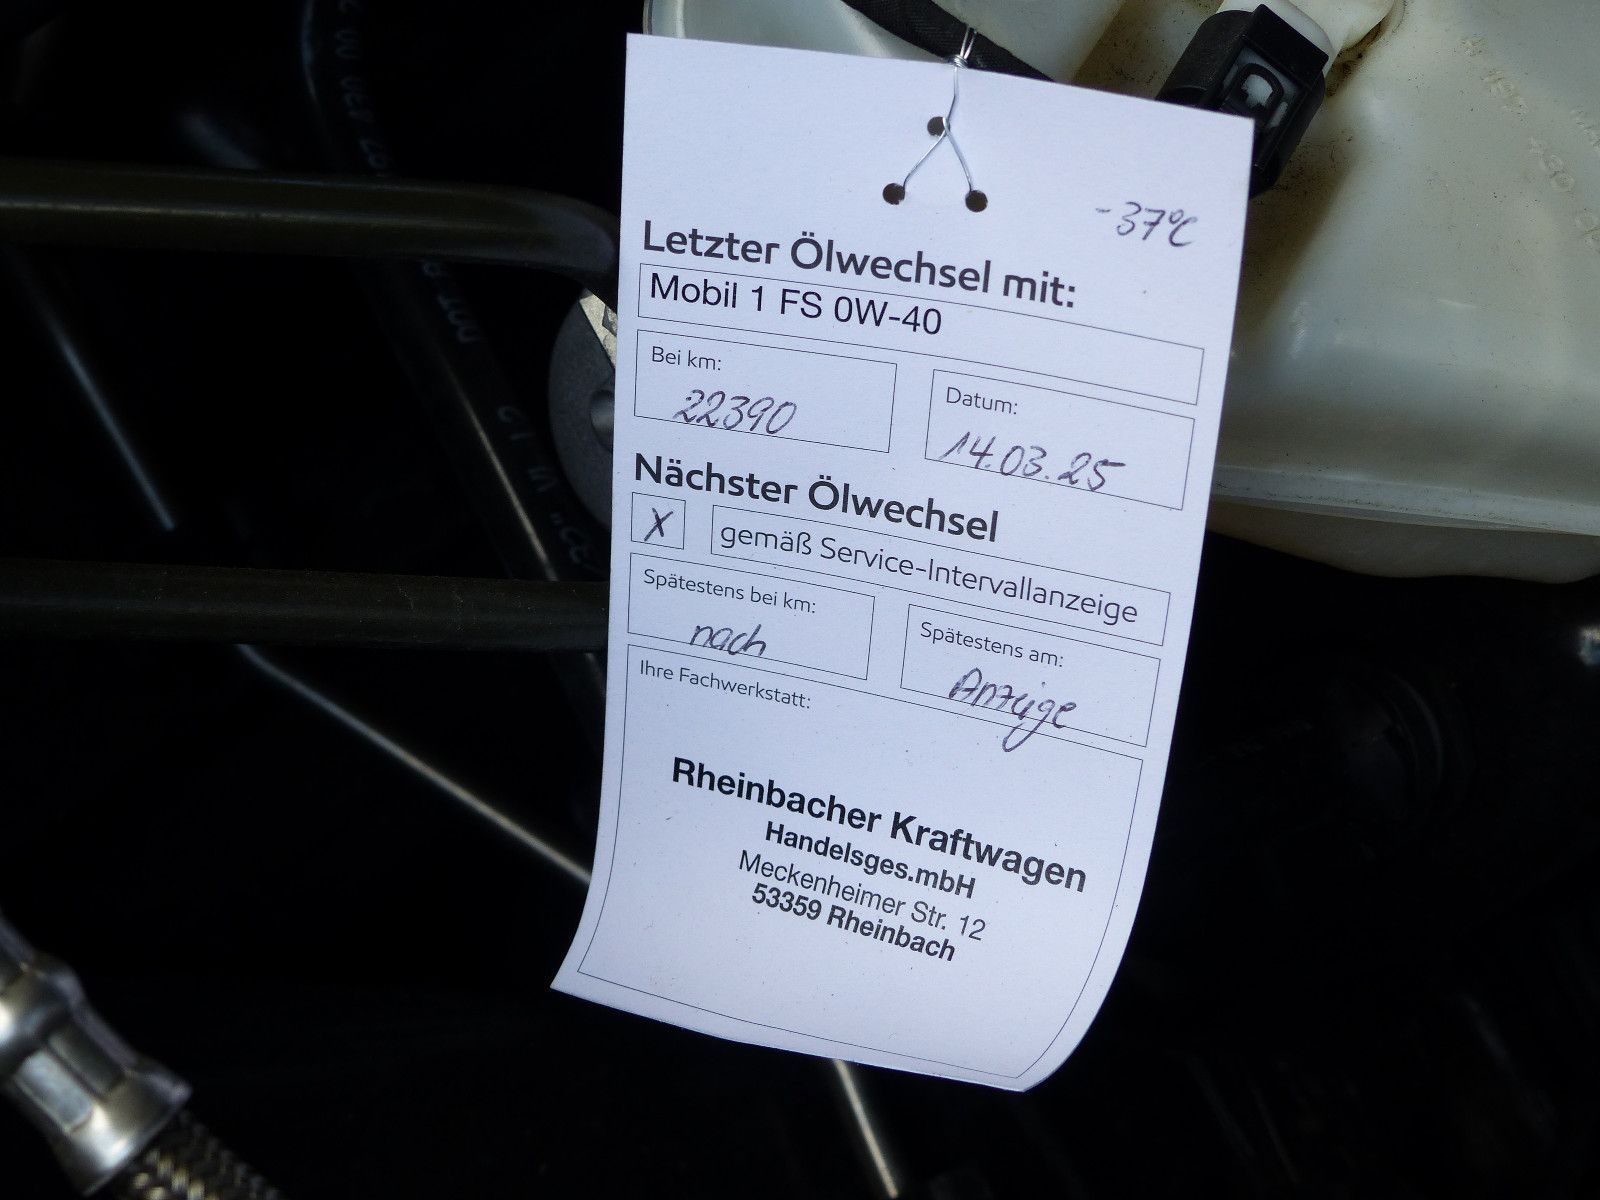 -37°C
Letzter Ölwechsel mit:
Mobil 1 FS 0W-40
Bei km:
22390
Datum:
14.03.25
Nächster Ölwechsel
X gemäß Service-Intervallanzeige
Spätestens bei km:
nach
Spätestens am:
Anzeige
Ihre Fachwerkstatt:
Rheinbacher Kraftwagen
Handelsges.mbH
Meckenheimer Str. 12
53359 Rheinbach